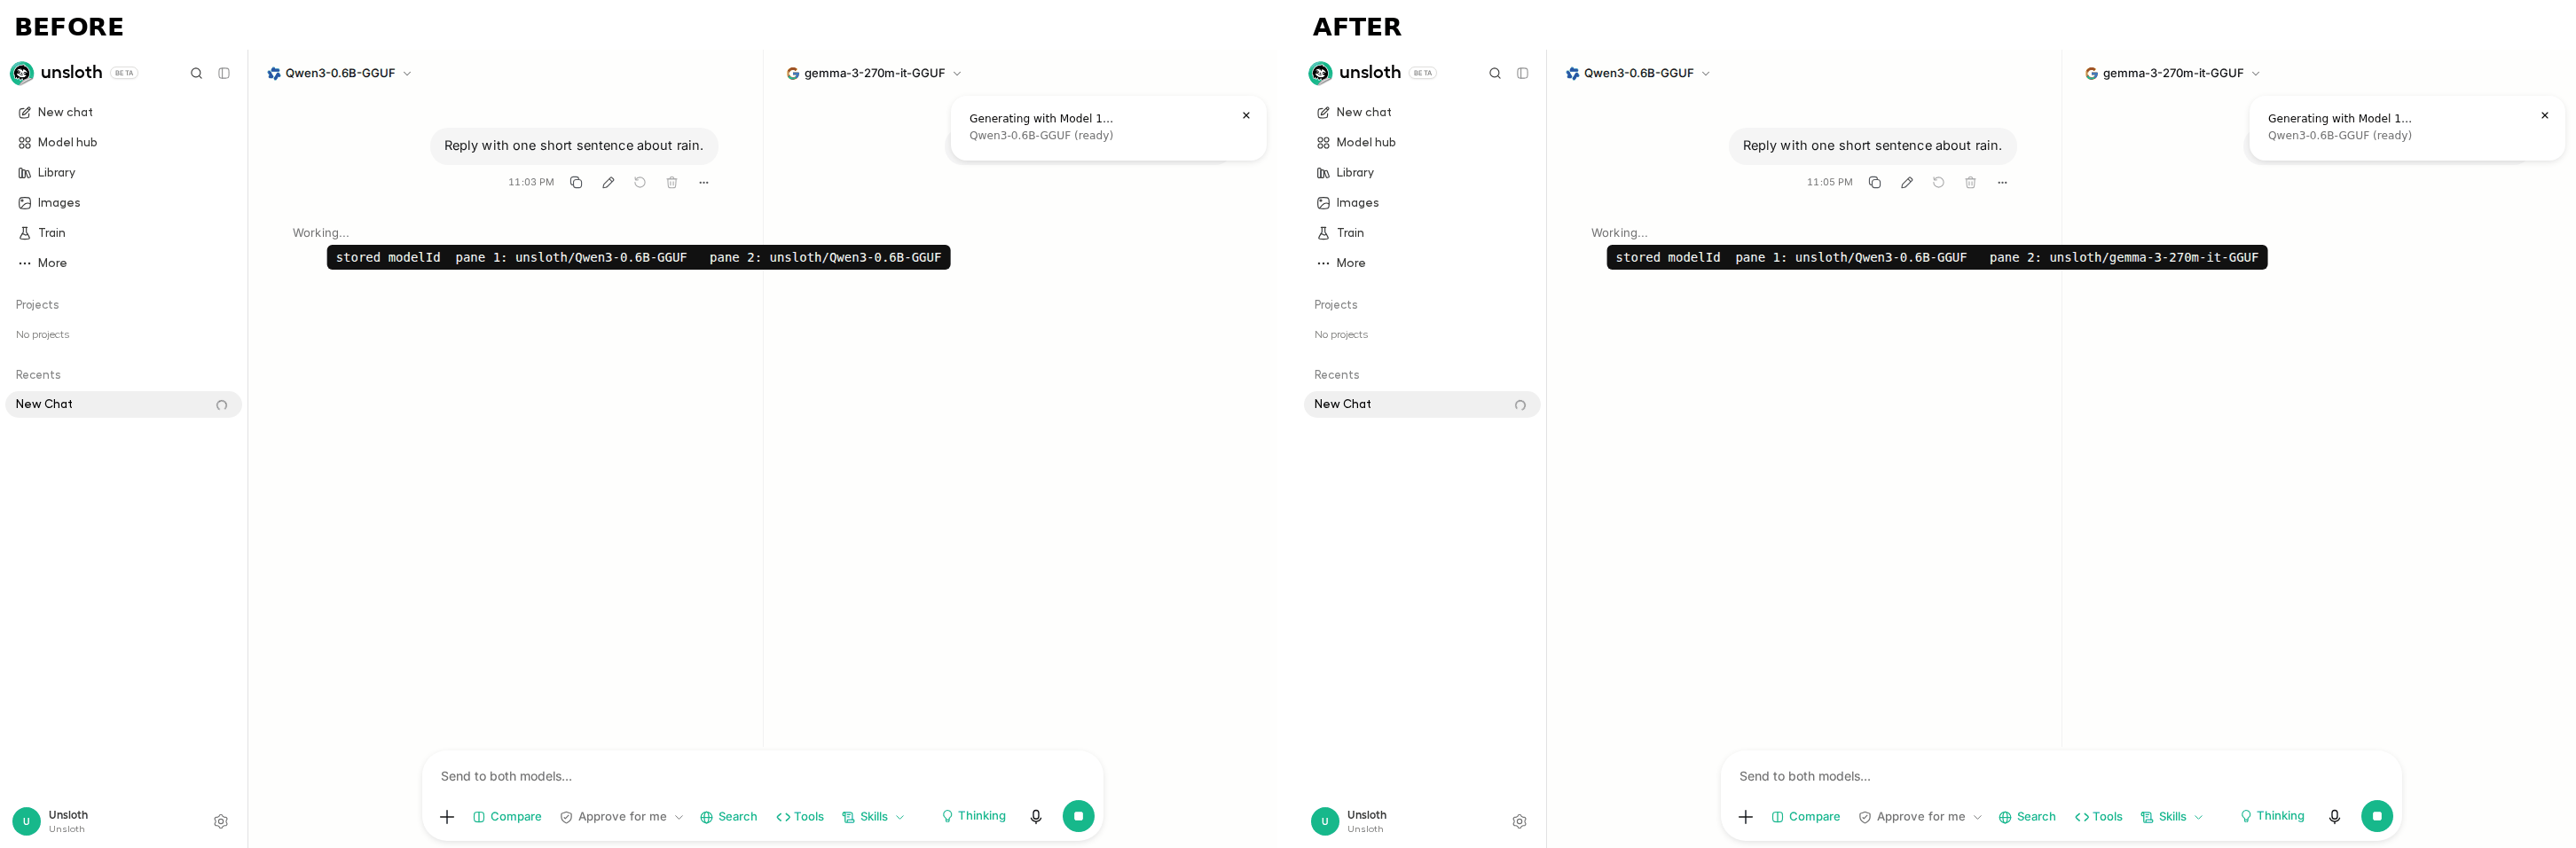 BEFORE
unsloth BETA
New chat
Model hub
Library
Images
Train
More
Projects
No projects
Recents
New Chat
U
Unsloth
Unsloth
Qwen3-0.6B-GGUF
gemma-3-270m-it-GGUF
Generating with Model 1...
Qwen3-0.6B-GGUF (ready)
Reply with one short sentence about rain.
11:03 PM
Working...
stored modelId pane 1: unsloth/Qwen3-0.6B-GGUF pane 2: unsloth/Qwen3-0.6B-GGUF
Send to both models...
Compare Approve for me Search Tools Skills Thinking
AFTER
unsloth BETA
New chat
Model hub
Library
Images
Train
More
Projects
No projects
Recents
New Chat
U
Unsloth
Unsloth
Qwen3-0.6B-GGUF
gemma-3-270m-it-GGUF
Generating with Model 1...
Qwen3-0.6B-GGUF (ready)
Reply with one short sentence about rain.
11:05 PM
Working...
stored modelId pane 1: unsloth/Qwen3-0.6B-GGUF pane 2: unsloth/gemma-3-270m-it-GGUF
Send to both models...
Compare Approve for me Search Tools Skills Thinking